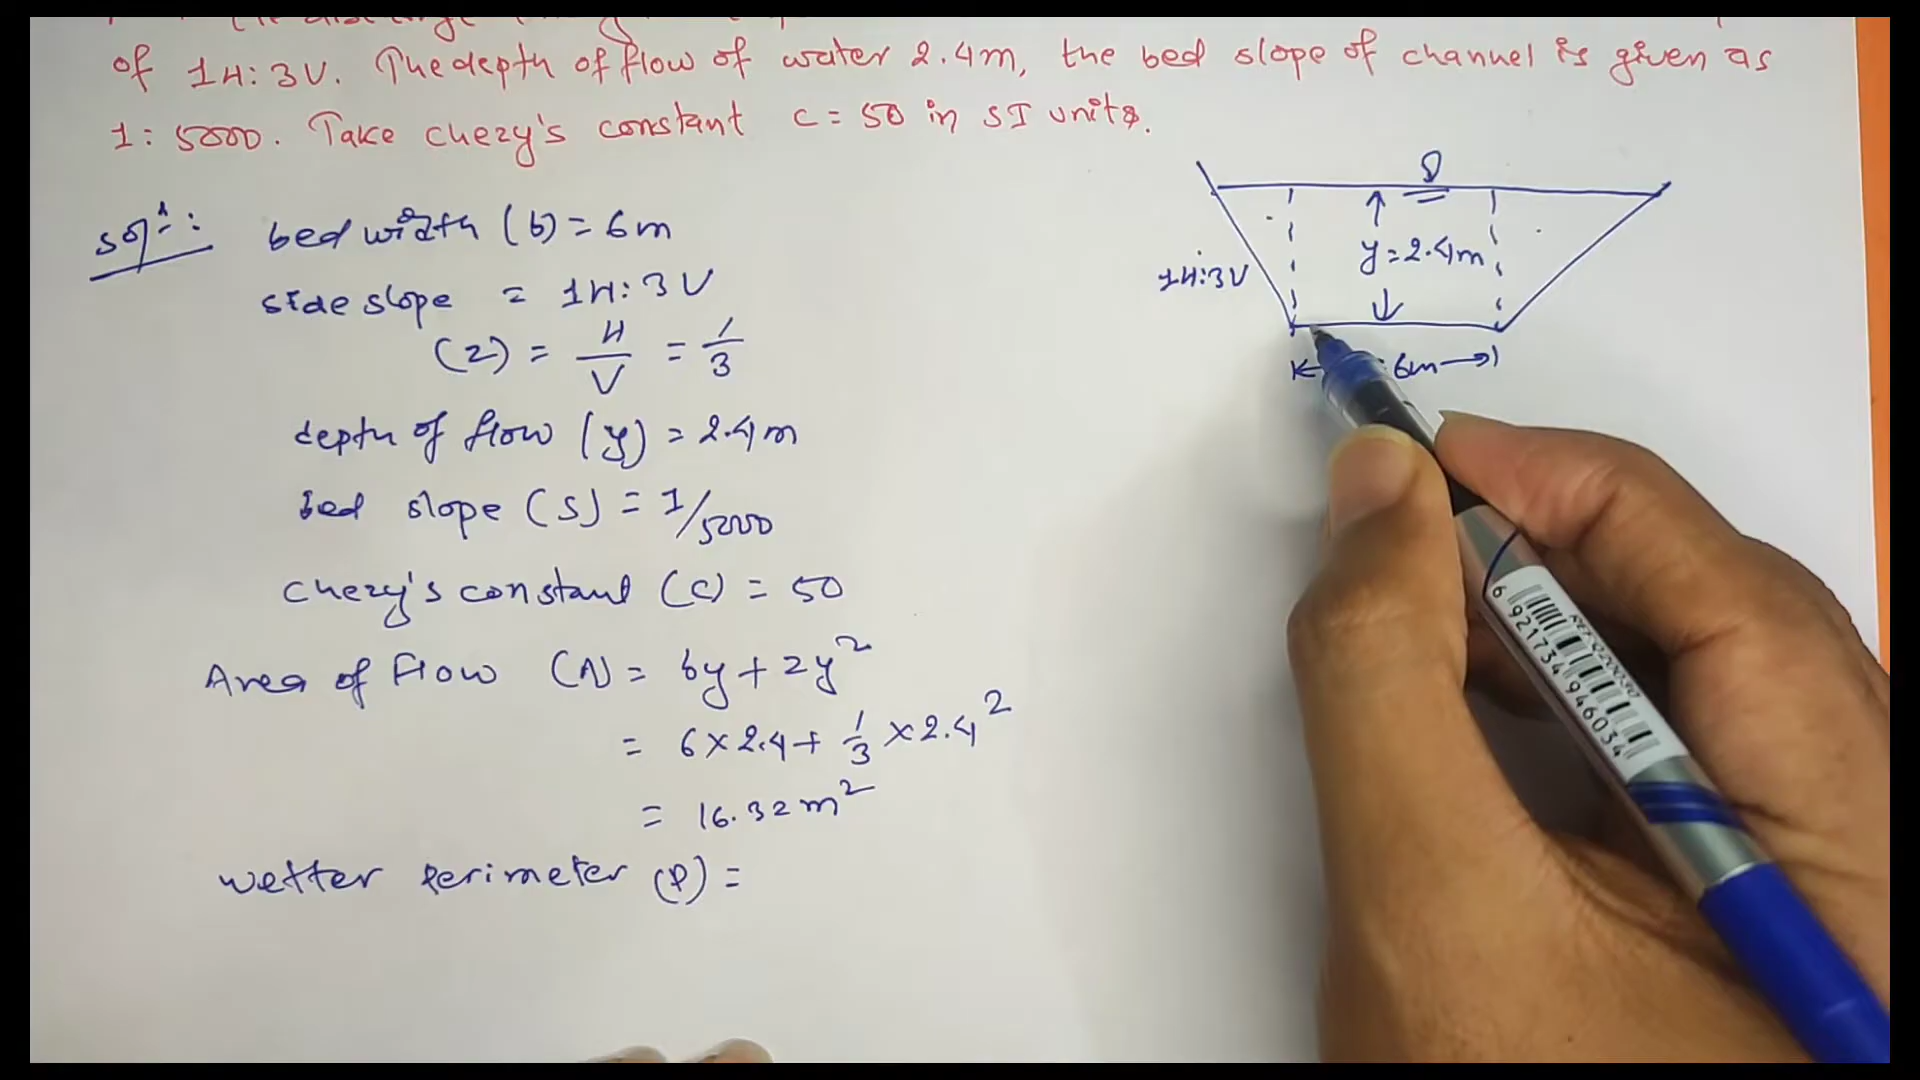 of 1H: 3V. The depth of flow of water 2.4m, the bed slope of channel is given as
1: 5000. Take chezy's constant c = 50 in SI units.
sol^n:
bed width (b) = 6m
side slope = 1H: 3V
(z) = H/V = 1/3
depth of flow (y) = 2.4m
bed slope (S) = 1/5000
chezy's constant (c) = 50
Area of Flow (A) = by + zy²
= 6 × 2.4 + 1/3 × 2.4²
= 16.32 m²
wetter perimeter (P) =
1H:3V
y = 2.4m
6m
6 921734 946034